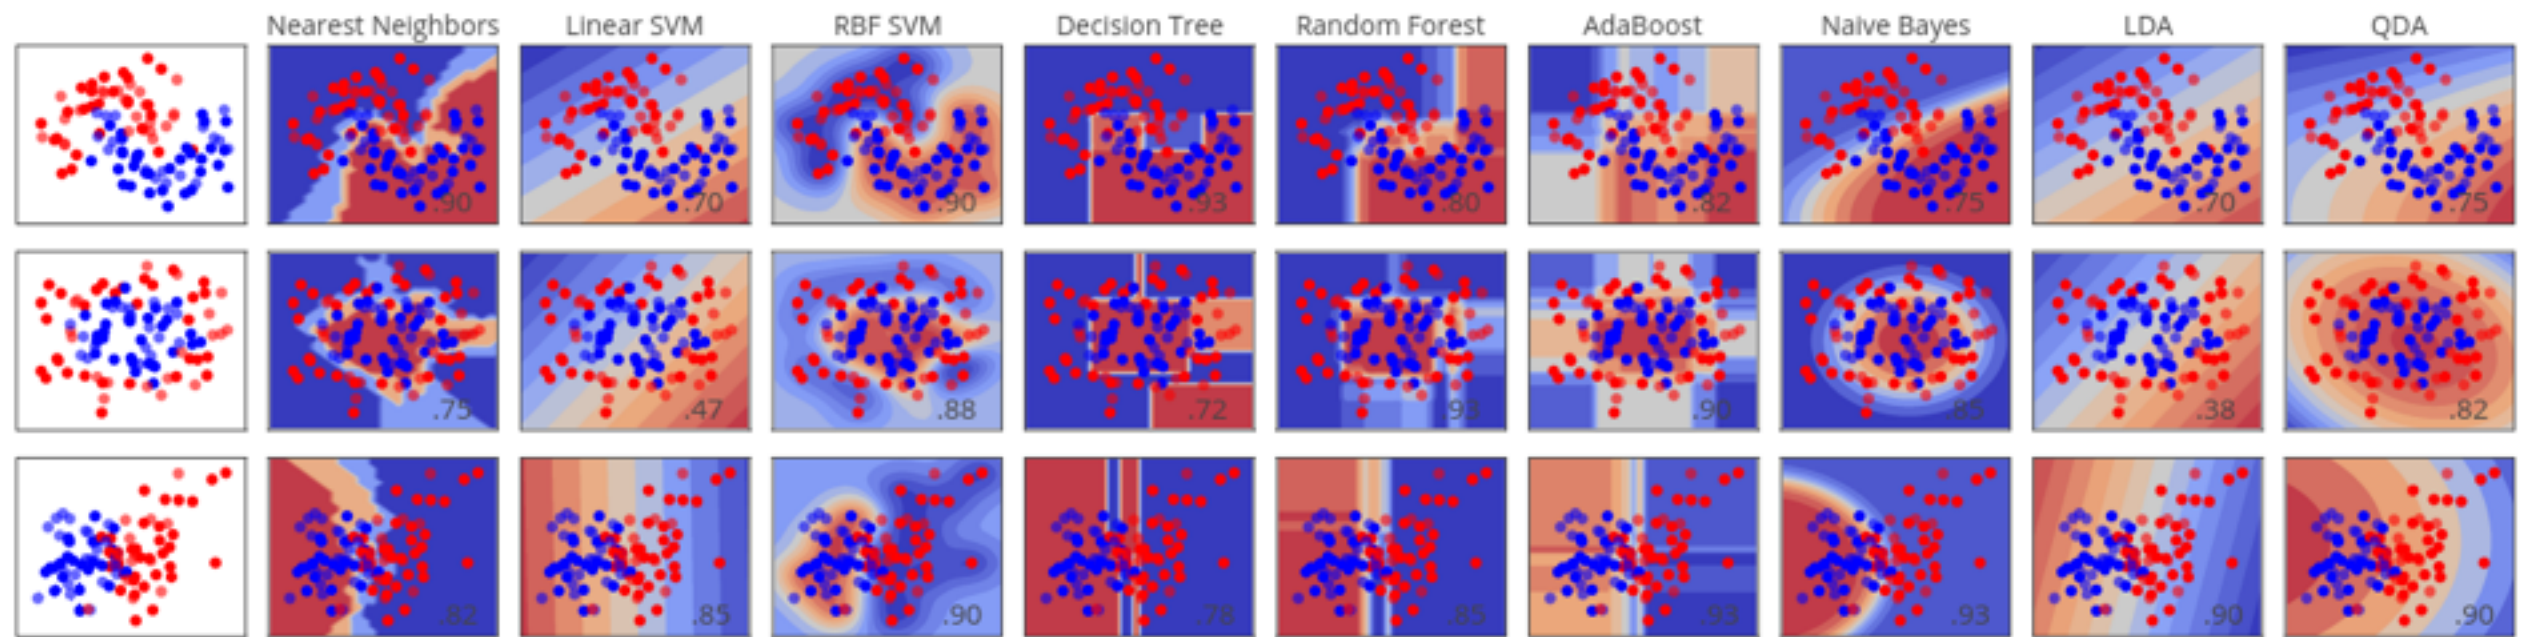 Nearest Neighbors Linear SVM RBF SVM Decision Tree Random Forest AdaBoost Naive Bayes LDA QDA
.90 .70 .90 .93 .80 .82 .75 .70 .75
.75 .47 .88 .72 .93 .90 .85 .38 .82
.82 .85 .90 .78 .85 .93 .93 .90 .90